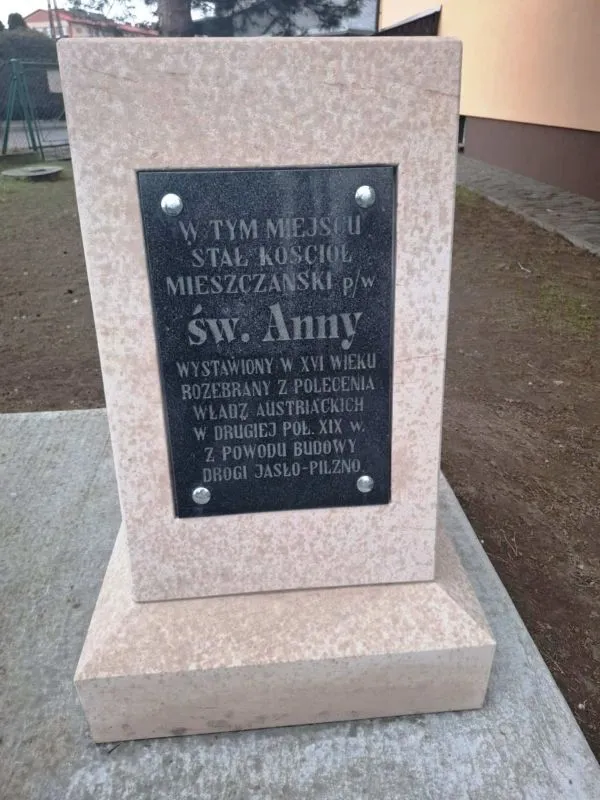 W TYM MIEJSCU
STAŁ KOŚCIÓŁ
MIESZCZAŃSKI p/w
św. Anny
WYSTAWIONY W XVI WIEKU
ROZEBRANY Z POLECENIA
WŁADZ AUSTRIACKICH
W DRUGIEJ POŁ. XIX w.
Z POWODU BUDOWY
DROGI JASŁO-PILZNO.